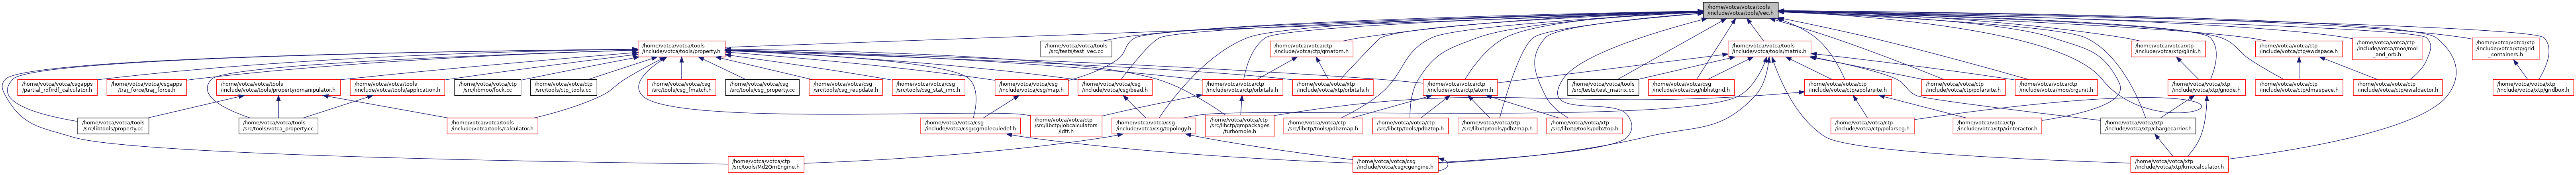 /home/votca/votca/tools
/include/votca/tools/vec.h
/home/votca/votca/tools
/include/votca/tools/property.h
/home/votca/votca/tools
/src/tests/test_vec.cc
/home/votca/votca/ctp
/include/votca/ctp/qmatom.h
/home/votca/votca/tools
/include/votca/tools/matrix.h
/home/votca/votca/xtp
/include/votca/xtp/glink.h
/home/votca/votca/ctp
/include/votca/ctp/ewdspace.h
/home/votca/votca/ctp
/include/votca/moo/mol
_and_orb.h
/home/votca/votca/xtp
/include/votca/xtp/grid
_containers.h
/home/votca/votca/csgapps
/partial_rdf/rdf_calculator.h
/home/votca/votca/csgapps
/traj_force/traj_force.h
/home/votca/votca/tools
/include/votca/tools/propertyiomanipulator.h
/home/votca/votca/tools
/include/votca/tools/application.h
/home/votca/votca/ctp
/src/libmoo/fock.cc
/home/votca/votca/ctp
/src/tools/ctp_tools.cc
/home/votca/votca/csg
/src/tools/csg_fmatch.h
/home/votca/votca/csg
/src/tools/csg_property.cc
/home/votca/votca/csg
/src/tools/csg_reupdate.h
/home/votca/votca/csg
/src/tools/csg_stat_imc.h
/home/votca/votca/csg
/include/votca/csg/map.h
/home/votca/votca/csg
/include/votca/csg/bead.h
/home/votca/votca/ctp
/include/votca/ctp/orbitals.h
/home/votca/votca/xtp
/include/votca/xtp/orbitals.h
/home/votca/votca/ctp
/include/votca/ctp/atom.h
/home/votca/votca/tools
/src/tests/test_matrix.cc
/home/votca/votca/csg
/include/votca/csg/nblistgrid.h
/home/votca/votca/ctp
/include/votca/ctp/apolarsite.h
/home/votca/votca/ctp
/include/votca/ctp/polarsite.h
/home/votca/votca/ctp
/include/votca/moo/crgunit.h
/home/votca/votca/xtp
/include/votca/xtp/gnode.h
/home/votca/votca/ctp
/include/votca/ctp/dmaspace.h
/home/votca/votca/ctp
/include/votca/ctp/ewaldactor.h
/home/votca/votca/xtp
/include/votca/xtp/gridbox.h
/home/votca/votca/tools
/src/libtools/property.cc
/home/votca/votca/tools
/src/tools/votca_property.cc
/home/votca/votca/tools
/include/votca/tools/calculator.h
/home/votca/votca/csg
/include/votca/csg/cgmoleculedef.h
/home/votca/votca/ctp
/src/libctp/jobcalculators
/idft.h
/home/votca/votca/csg
/include/votca/csg/topology.h
/home/votca/votca/ctp
/src/libctp/qmpackages
/turbomole.h
/home/votca/votca/ctp
/src/libctp/tools/pdb2map.h
/home/votca/votca/ctp
/src/libctp/tools/pdb2top.h
/home/votca/votca/xtp
/src/libxtp/tools/pdb2map.h
/home/votca/votca/xtp
/src/libxtp/tools/pdb2top.h
/home/votca/votca/ctp
/include/votca/ctp/polarseg.h
/home/votca/votca/ctp
/include/votca/ctp/xinteractor.h
/home/votca/votca/xtp
/include/votca/xtp/chargecarrier.h
/home/votca/votca/ctp
/src/tools/Md2QmEngine.h
/home/votca/votca/csg
/include/votca/csg/cgengine.h
/home/votca/votca/xtp
/include/votca/xtp/kmccalculator.h